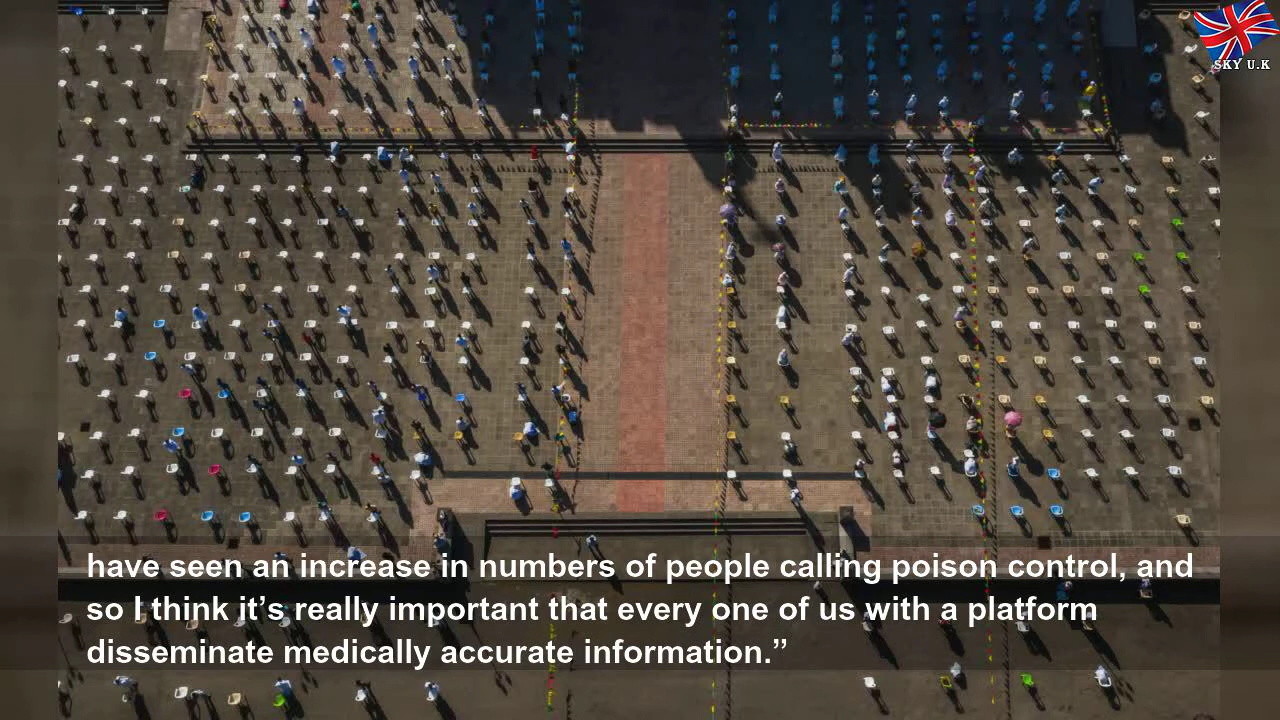 SKY U.K
have seen an increase in numbers of people calling poison control, and
so I think it’s really important that every one of us with a platform
disseminate medically accurate information.”